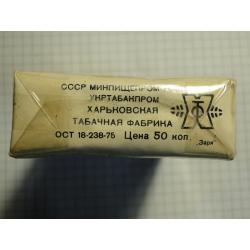 СССР МИНПИЩЕПРОМ
УКРТАБАКПРОМ
ХАРЬКОВСКАЯ
ТАБАЧНАЯ ФАБРИКА
ОСТ 18-238-75 Цена 50 коп.
„Заря"